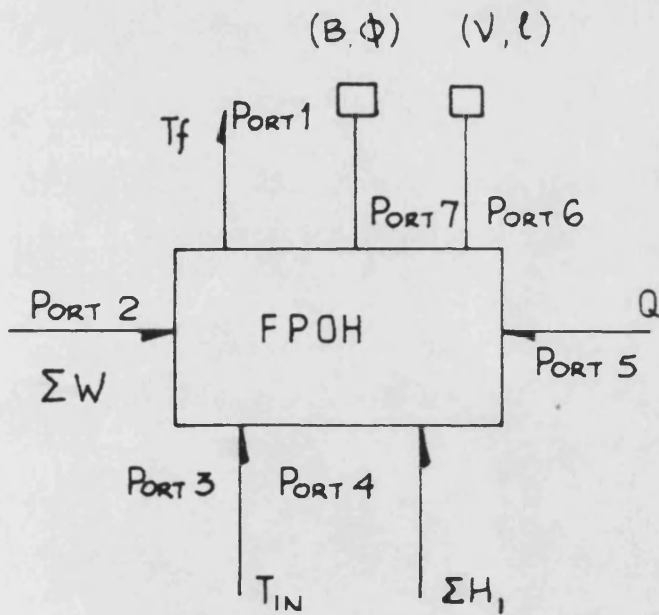 (B.Φ) (V, l)
Tf PORT 1
PORT 7 PORT 6
PORT 2 FPOH Q
ΣW PORT 5
PORT 3 PORT 4
TIN ΣH1